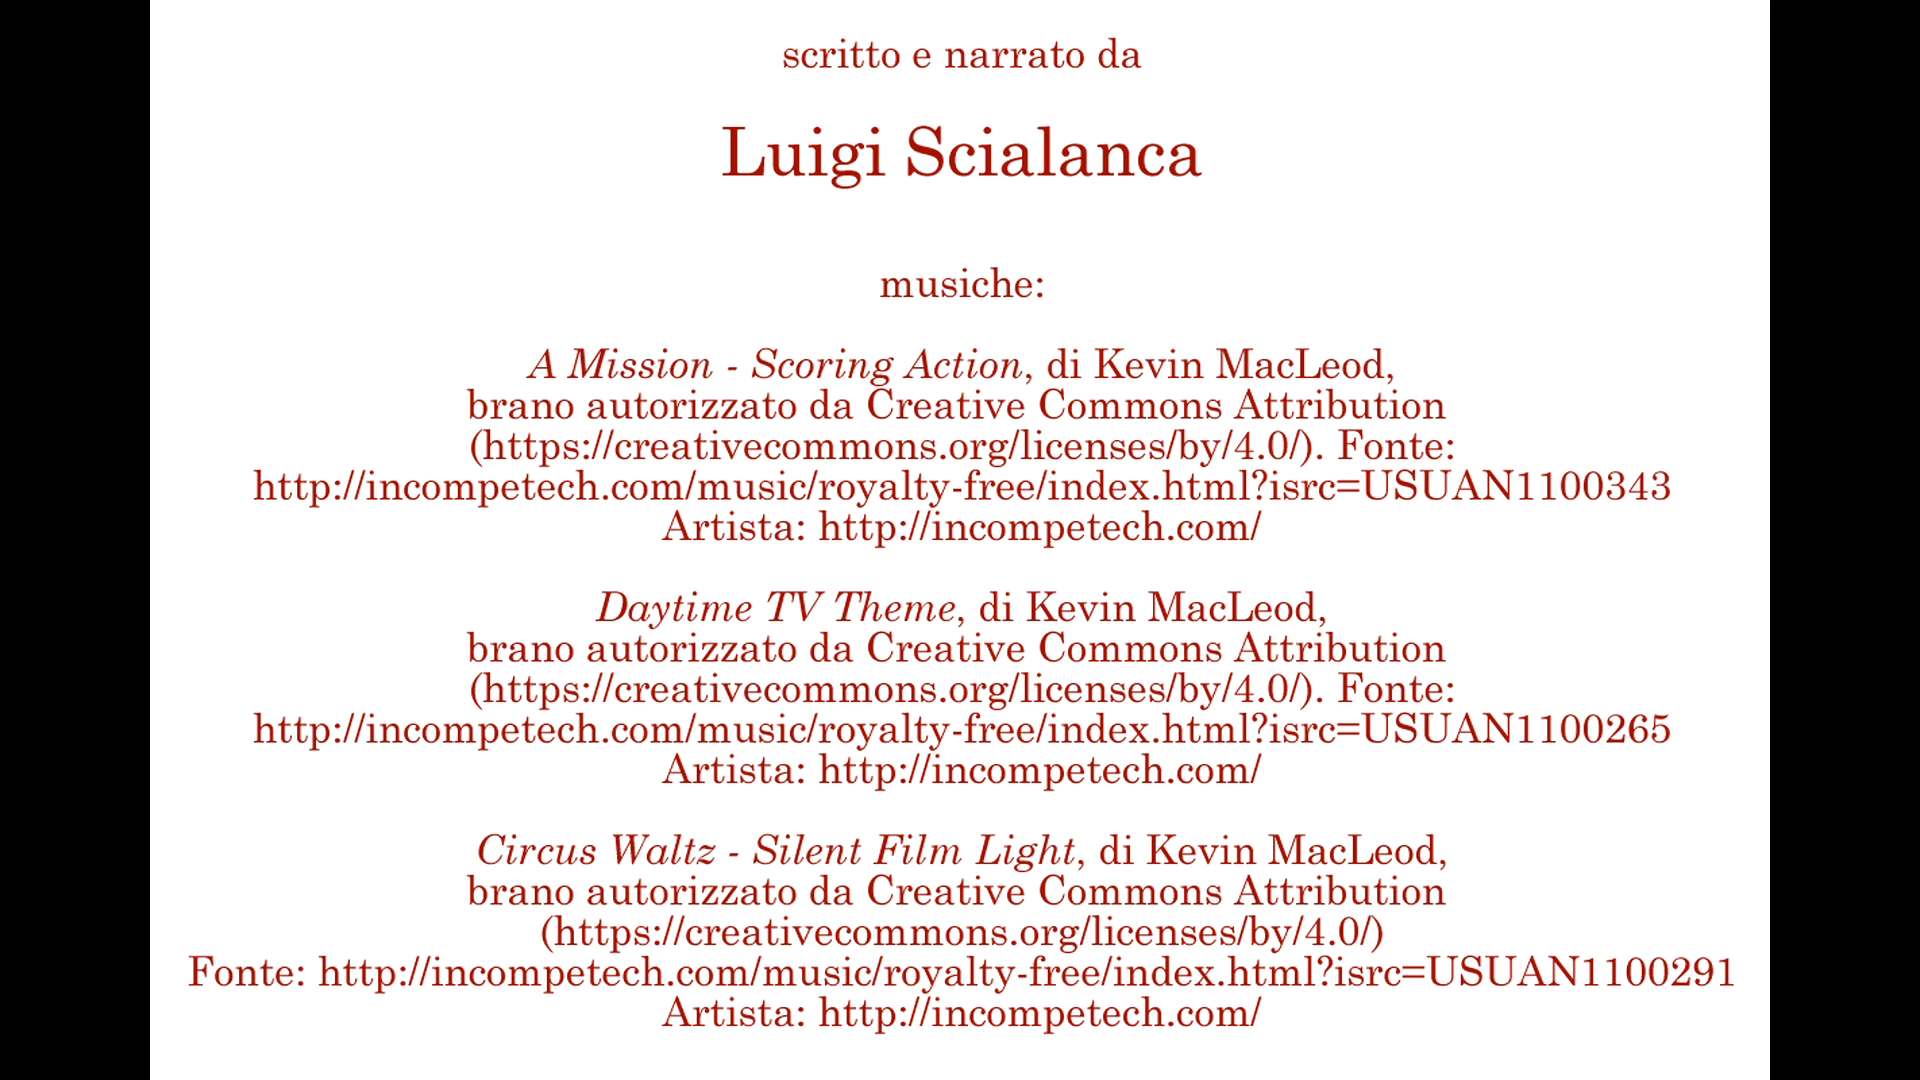 scritto e narrato da
Luigi Scialanca
musiche:
A Mission - Scoring Action, di Kevin MacLeod,
brano autorizzato da Creative Commons Attribution
(https://creativecommons.org/licenses/by/4.0/). Fonte:
http://incompetech.com/music/royalty-free/index.html?isrc=USUAN1100343
Artista: http://incompetech.com/
Daytime TV Theme, di Kevin MacLeod,
brano autorizzato da Creative Commons Attribution
(https://creativecommons.org/licenses/by/4.0/). Fonte:
http://incompetech.com/music/royalty-free/index.html?isrc=USUAN1100265
Artista: http://incompetech.com/
Circus Waltz - Silent Film Light, di Kevin MacLeod,
brano autorizzato da Creative Commons Attribution
(https://creativecommons.org/licenses/by/4.0/)
Fonte: http://incompetech.com/music/royalty-free/index.html?isrc=USUAN1100291
Artista: http://incompetech.com/